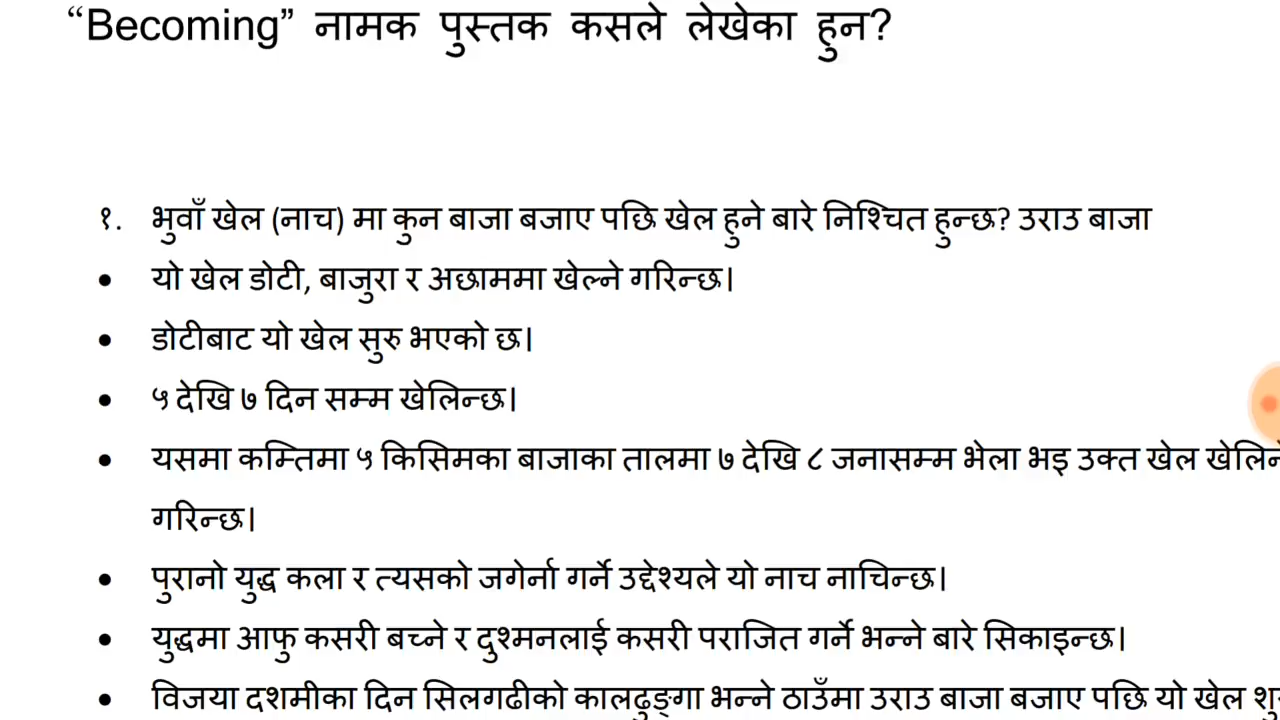 “Becoming” नामक पुस्तक कसले लेखेका हुन?
१. भुवाँ खेल (नाच) मा कुन बाजा बजाए पछि खेल हुने बारे निश्चित हुन्छ? उराउ बाजा
• यो खेल डोटी, बाजुरा र अछाममा खेल्ने गरिन्छ।
• डोटीबाट यो खेल सुरु भएको छ।
• ५ देखि ७ दिन सम्म खेलिन्छ।
• यसमा कम्तिमा ५ किसिमका बाजाका तालमा ७ देखि ८ जनासम्म भेला भइ उक्त खेल खेलिने
गरिन्छ।
• पुरानो युद्ध कला र त्यसको जगेर्ना गर्ने उद्देश्यले यो नाच नाचिन्छ।
• युद्धमा आफु कसरी बच्ने र दुश्मनलाई कसरी पराजित गर्ने भन्ने बारे सिकाइन्छ।
• विजया दशमीका दिन सिलगढीको कालढुङ्गा भन्ने ठाउँमा उराउ बाजा बजाए पछि यो खेल